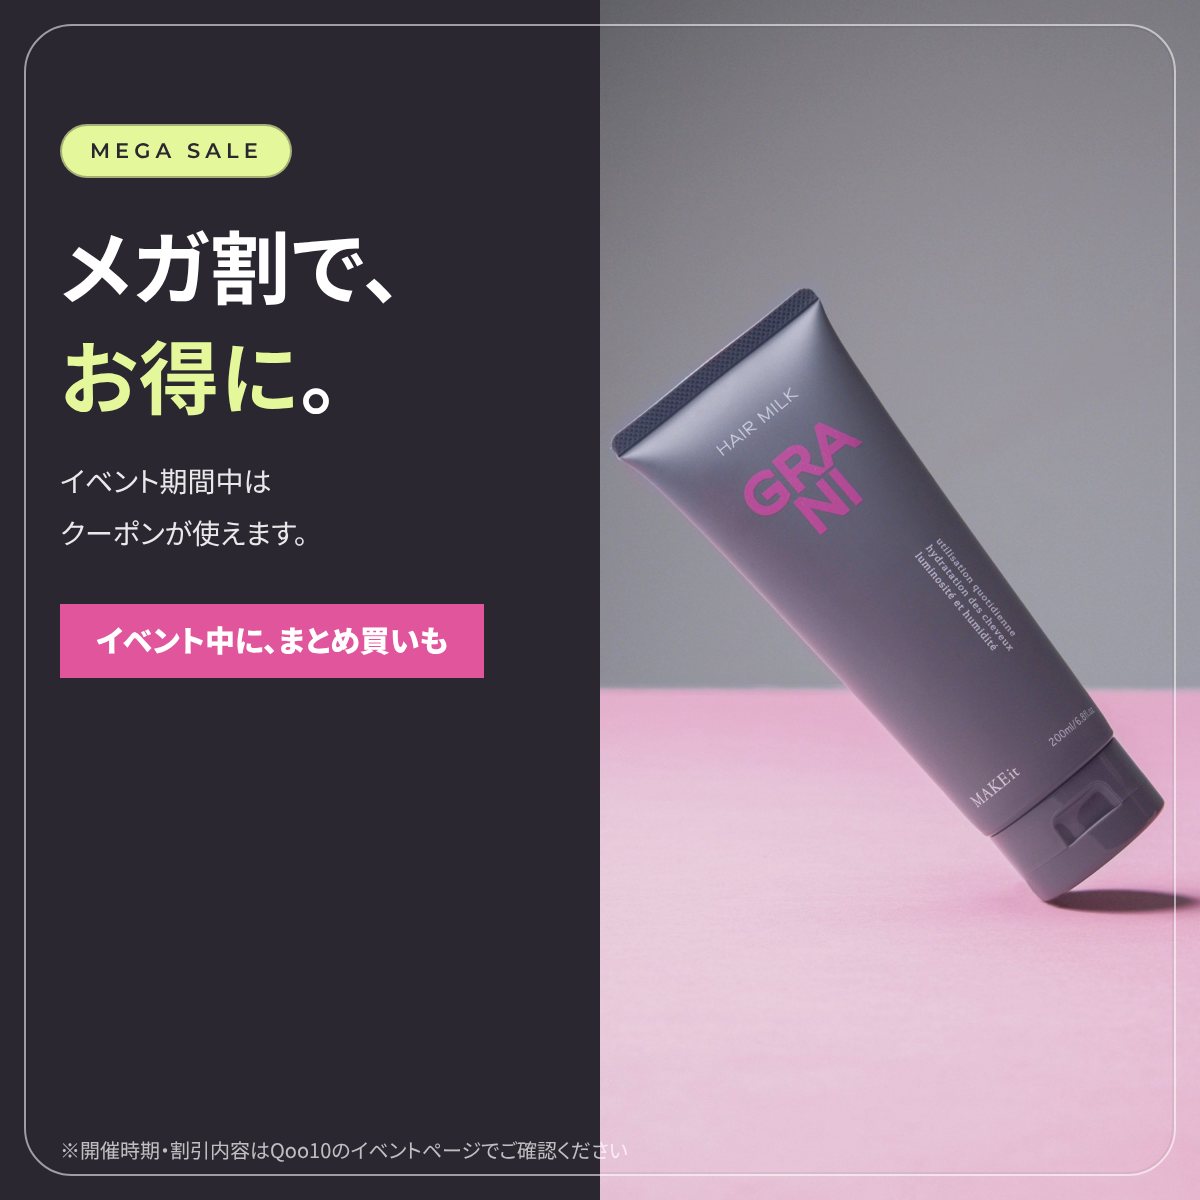 MEGA SALE
メガ割で、
お得に。
イベント期間中は
クーポンが使えます。
イベント中に、まとめ買いも
HAIR MILK
GRA
NI
utilisation quotidienne
hydratation des cheveux
luminosité et humidité
200ml/6.8fl.oz
MAKEit
※開催時期・割引内容はQoo10のイベントページでご確認ください